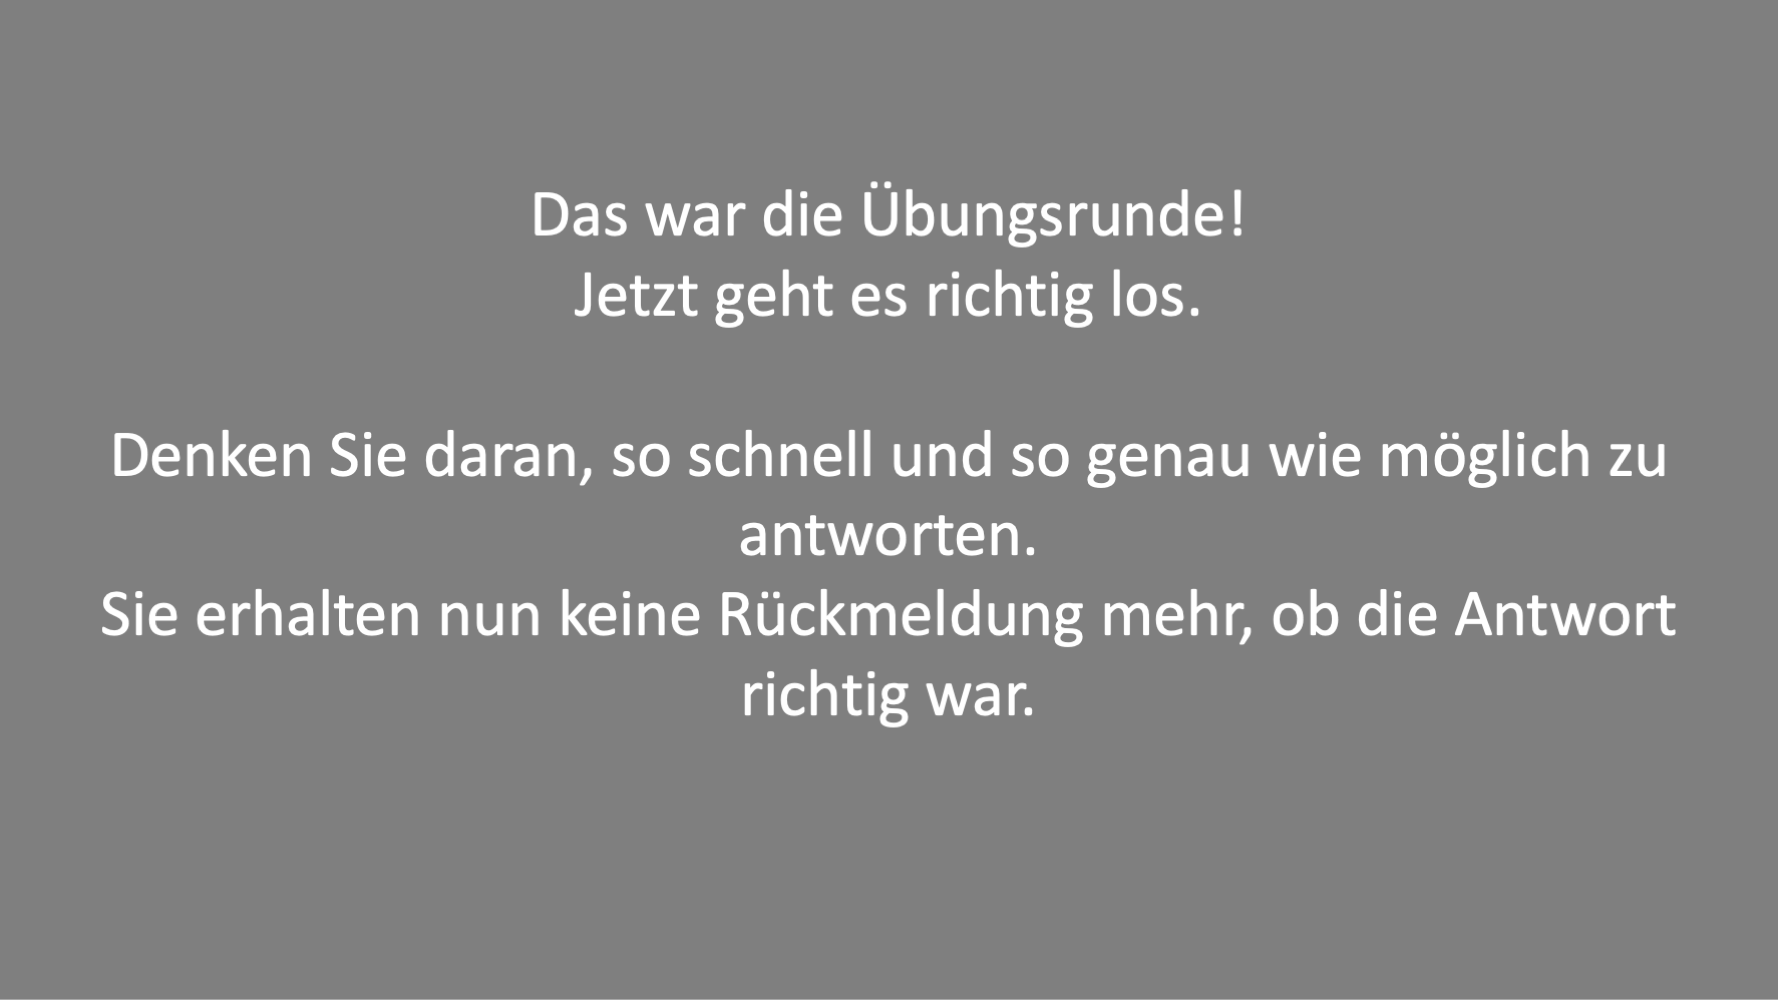 Das war die Übungsrunde!
Jetzt geht es richtig los.
Denken Sie daran, so schnell und so genau wie möglich zu
antworten.
Sie erhalten nun keine Rückmeldung mehr, ob die Antwort
richtig war.